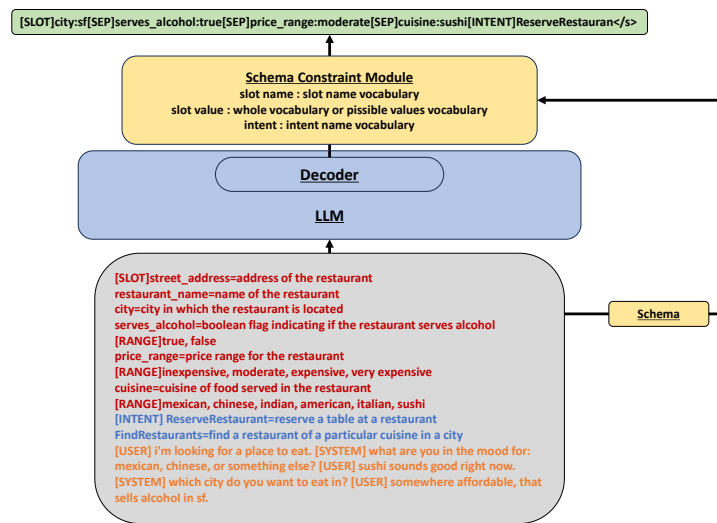 [SLOT]city:sf[SEP]serves_alcohol:true[SEP]price_range:moderate[SEP]cuisine:sushi[INTENT]ReserveRestauran</s>
Schema Constraint Module
slot name : slot name vocabulary
slot value : whole vocabulary or pissible values vocabulary
intent : intent name vocabulary
Decoder
LLM
[SLOT]street_address=address of the restaurant
restaurant_name=name of the restaurant
city=city in which the restaurant is located
serves_alcohol=boolean flag indicating if the restaurant serves alcohol
[RANGE]true, false
price_range=price range for the restaurant
[RANGE]inexpensive, moderate, expensive, very expensive
cuisine=cuisine of food served in the restaurant
[RANGE]mexican, chinese, indian, american, italian, sushi
[INTENT] ReserveRestaurant=reserve a table at a restaurant
FindRestaurants=find a restaurant of a particular cuisine in a city
[USER] i'm looking for a place to eat. [SYSTEM] what are you in the mood for:
mexican, chinese, or something else? [USER] sushi sounds good right now.
[SYSTEM] which city do you want to eat in? [USER] somewhere affordable, that
sells alcohol in sf.
Schema